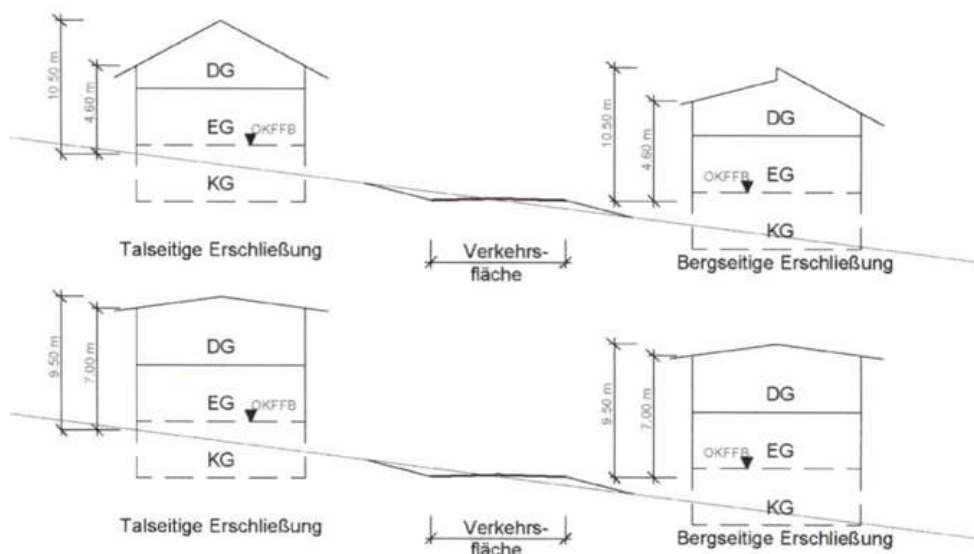 10.50 m
4.60 m
DG
EG OKFFB
KG
Talseitige Erschließung
Verkehrs-
fläche
10.50 m
4.60 m
DG
OKFFB EG
KG
Bergseitige Erschließung
9.50 m
7.00 m
DG
EG OKFFB
KG
Talseitige Erschließung
Verkehrs-
fläche
9.50 m
7.00 m
DG
OKFFB EG
KG
Bergseitige Erschließung